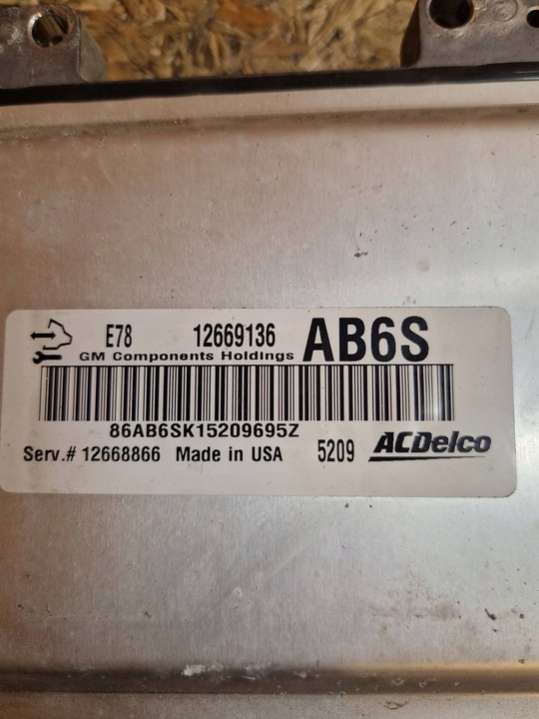 E78 12669136 AB6S
GM Components Holdings
86AB6SK15209695Z
Serv.# 12668866 Made in USA 5209 ACDelco